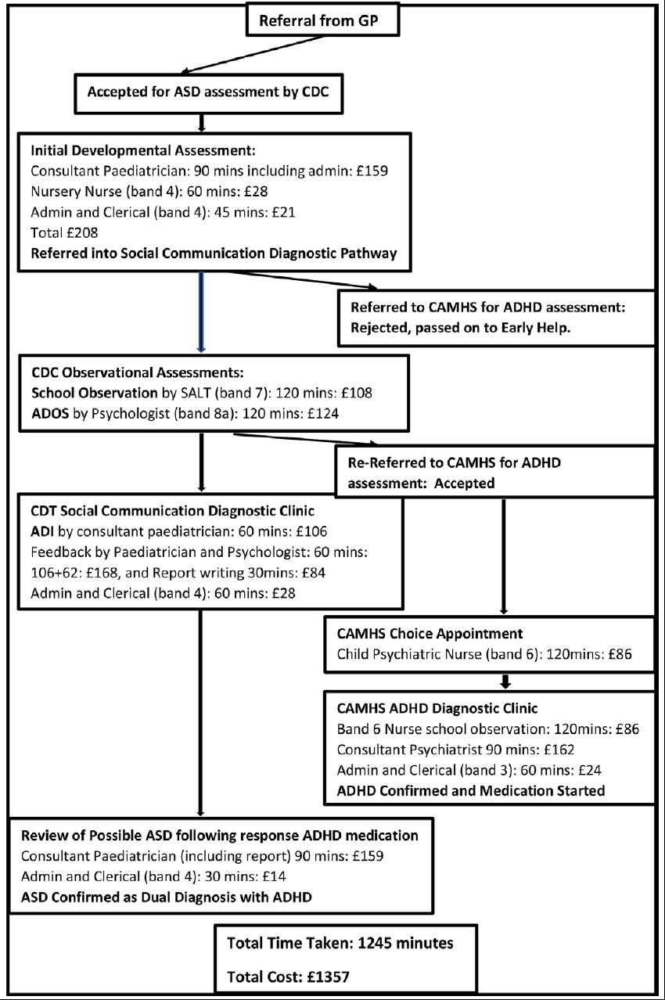 Referral from GP
Accepted for ASD assessment by CDC
Initial Developmental Assessment:
Consultant Paediatrician: 90 mins including admin: £159
Nursery Nurse (band 4): 60 mins: £28
Admin and Clerical (band 4): 45 mins: £21
Total £208
Referred into Social Communication Diagnostic Pathway
Referred to CAMHS for ADHD assessment:
Rejected, passed on to Early Help.
CDC Observational Assessments:
School Observation by SALT (band 7): 120 mins: £108
ADOS by Psychologist (band 8a): 120 mins: £124
Re-Referred to CAMHS for ADHD
assessment: Accepted
CDT Social Communication Diagnostic Clinic
ADI by consultant paediatrician: 60 mins: £106
Feedback by Paediatrician and Psychologist: 60 mins:
106+62: £168, and Report writing 30mins: £84
Admin and Clerical (band 4): 60 mins: £28
CAMHS Choice Appointment
Child Psychiatric Nurse (band 6): 120mins: £86
CAMHS ADHD Diagnostic Clinic
Band 6 Nurse school observation: 120mins: £86
Consultant Psychiatrist 90 mins: £162
Admin and Clerical (band 3): 60 mins: £24
ADHD Confirmed and Medication Started
Review of Possible ASD following response ADHD medication
Consultant Paediatrician (including report) 90 mins: £159
Admin and Clerical (band 4): 30 mins: £14
ASD Confirmed as Dual Diagnosis with ADHD
Total Time Taken: 1245 minutes
Total Cost: £1357